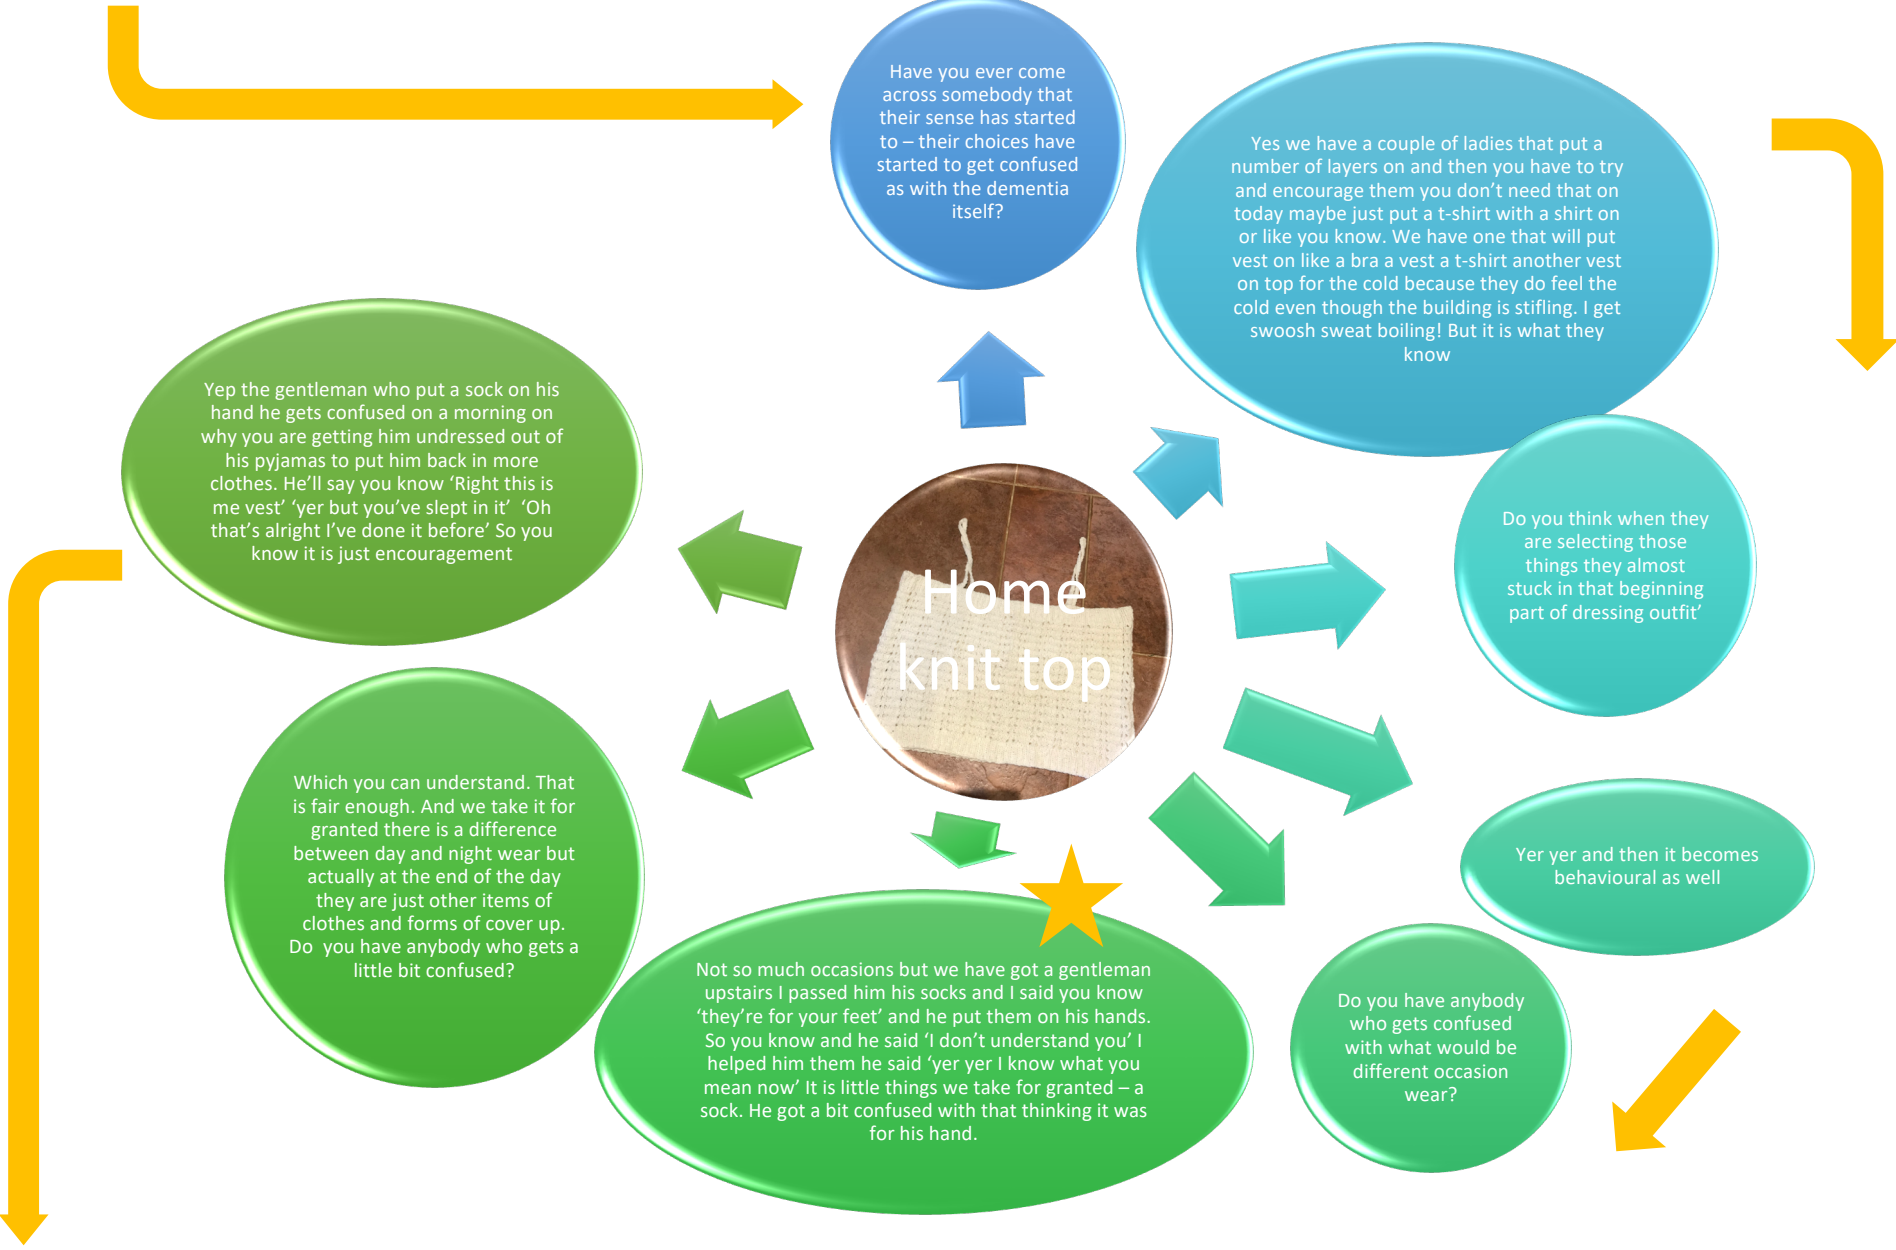 Have you ever come
across somebody that
their sense has started
to – their choices have
started to get confused
as with the dementia
itself?
Yes we have a couple of ladies that put a
number of layers on and then you have to try
and encourage them you don’t need that on
today maybe just put a t-shirt with a shirt on
or like you know. We have one that will put
vest on like a bra a vest a t-shirt another vest
on top for the cold because they do feel the
cold even though the building is stifling. I get
swoosh sweat boiling! But it is what they
know
Do you think when they
are selecting those
things they almost
stuck in that beginning
part of dressing outfit’
Yer yer and then it becomes
behavioural as well
Do you have anybody
who gets confused
with what would be
different occasion
wear?
Not so much occasions but we have got a gentleman
upstairs I passed him his socks and I said you know
‘they’re for your feet’ and he put them on his hands.
So you know and he said ‘I don’t understand you’ I
helped him them he said ‘yer yer I know what you
mean now’ It is little things we take for granted – a
sock. He got a bit confused with that thinking it was
for his hand.
Which you can understand. That
is fair enough. And we take it for
granted there is a difference
between day and night wear but
actually at the end of the day
they are just other items of
clothes and forms of cover up.
Do  you have anybody who gets a
little bit confused?
Yep the gentleman who put a sock on his
hand he gets confused on a morning on
why you are getting him undressed out of
his pyjamas to put him back in more
clothes. He’ll say you know ‘Right this is
me vest’ ‘yer but you’ve slept in it’  ‘Oh
that’s alright I’ve done it before’ So you
know it is just encouragement
Home
knit top